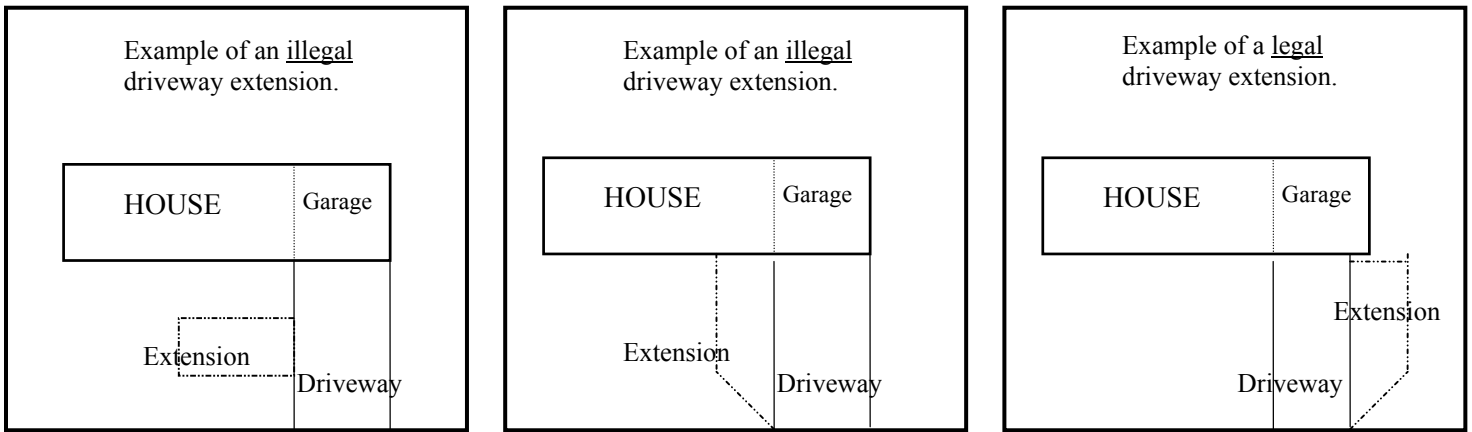 Example of an illegal
driveway extension.
HOUSE
Garage
Extension
Driveway
Example of an illegal
driveway extension.
HOUSE
Garage
Extension
Driveway
Example of a legal
driveway extension.
HOUSE
Garage
Extension
Driveway